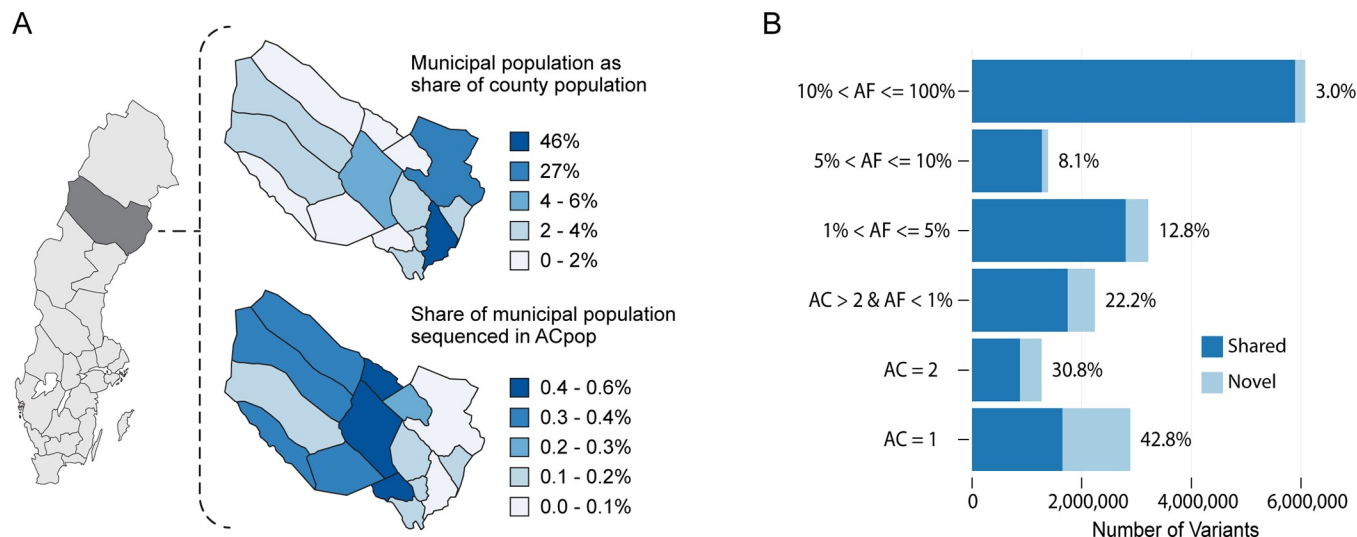 A
Municipal population as
share of county population
46%
27%
4 - 6%
2 - 4%
0 - 2%
Share of municipal population
sequenced in ACpop
0.4 - 0.6%
0.3 - 0.4%
0.2 - 0.3%
0.1 - 0.2%
0.0 - 0.1%
B
10% < AF <= 100%
3.0%
5% < AF <= 10%
8.1%
1% < AF <= 5%
12.8%
AC > 2 & AF < 1%
22.2%
AC = 2
30.8%
AC = 1
42.8%
Shared
Novel
0
2,000,000
4,000,000
6,000,000
Number of Variants